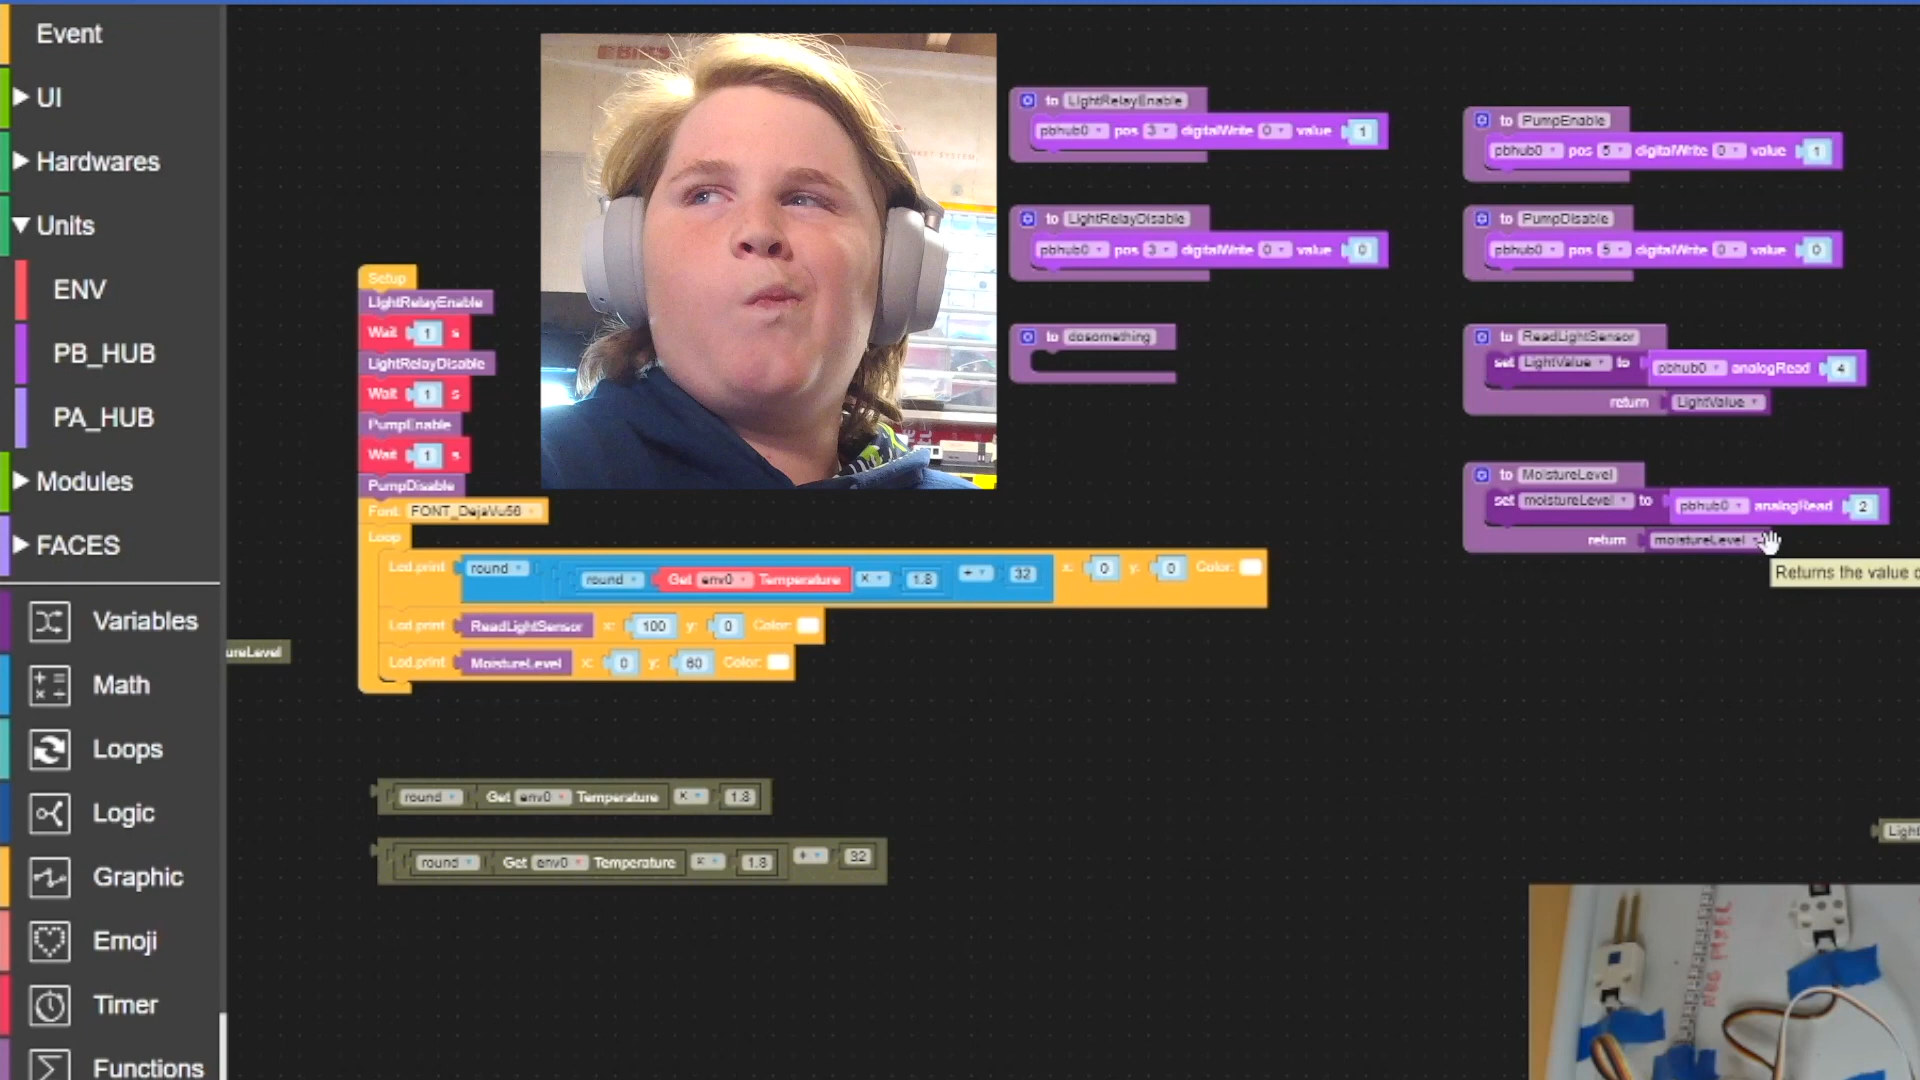 Event
UI
Hardwares
Units
ENV
PB_HUB
PA_HUB
Modules
FACES
Variables
Math
Loops
Logic
Graphic
Emoji
Timer
Functions
ureLevel
Setup
LightRelayEnable
Wait 1 s
LightRelayDisable
Wait 1 s
PumpEnable
Wait 1 s
PumpDisable
Font: FONT_DejaVu56
Loop
Lcd.print round round Get env0 Temperature × 1.8 + 32 x: 0 y: 0 Color:
Lcd.print ReadLightSensor x: 100 y: 0 Color:
Lcd.print MoistureLevel x: 0 y: 60 Color:
round Get env0 Temperature × 1.8
round Get env0 Temperature × 1.8 + 32
to LightRelayEnable
pbhub0 pos 3 digitalWrite 0 value 1
to LightRelayDisable
pbhub0 pos 3 digitalWrite 0 value 0
to dosomething
to PumpEnable
pbhub0 pos 5 digitalWrite 0 value 1
to PumpDisable
pbhub0 pos 5 digitalWrite 0 value 0
to ReadLightSensor
set LightValue to pbhub0 analogRead 4
return LightValue
to MoistureLevel
set moistureLevel to pbhub0 analogRead 2
return moistureLevel
Returns the value
Light